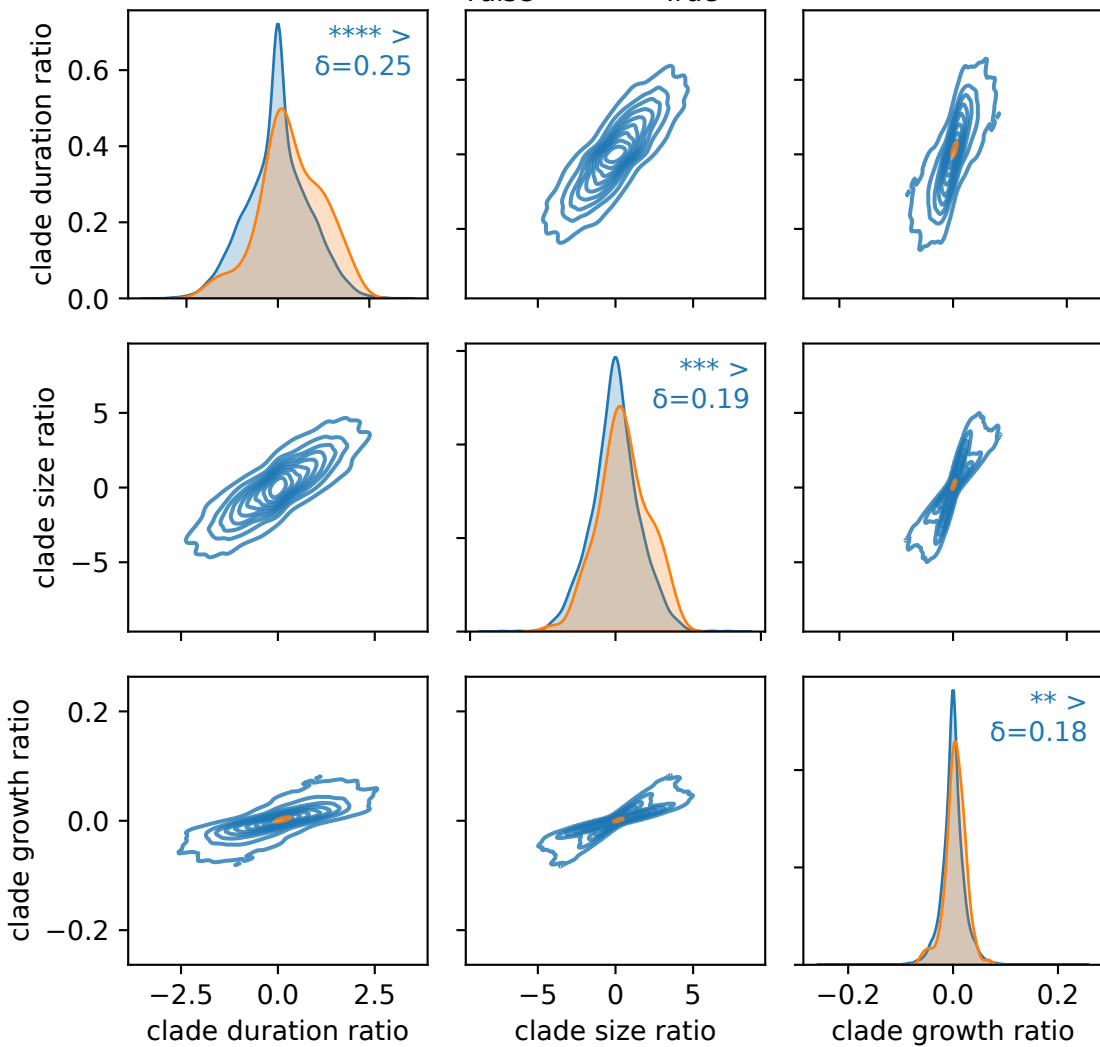 clade duration ratio
0.6
0.4
0.2
0.0
**** >
δ=0.25
clade size ratio
5
0
−5
*** >
δ=0.19
clade growth ratio
0.2
0.0
−0.2
** >
δ=0.18
−2.5 0.0 2.5
−5 0 5
−0.2 0.0 0.2
clade duration ratio
clade size ratio
clade growth ratio